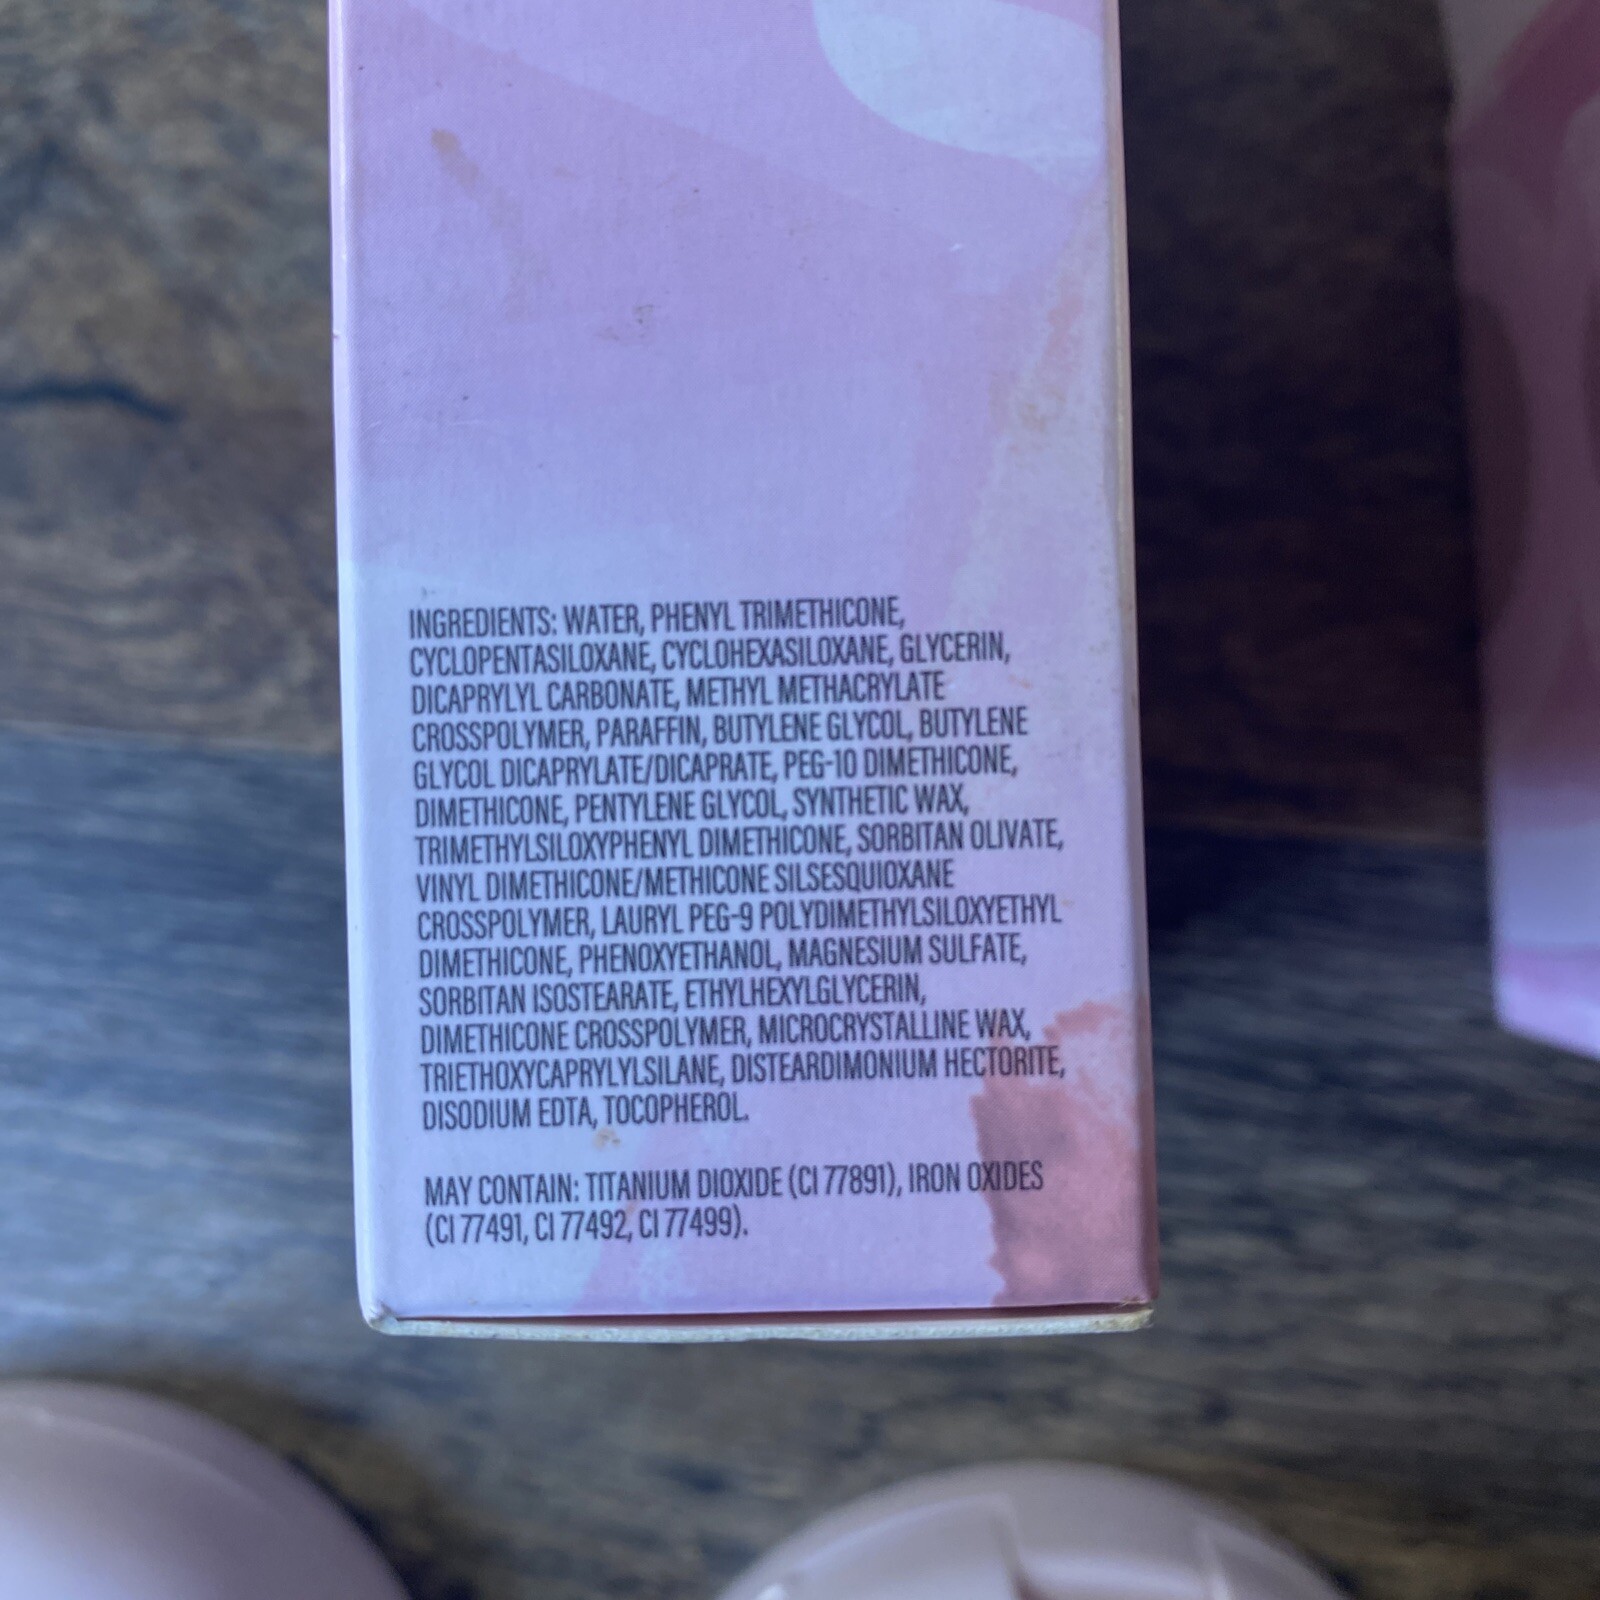 INGREDIENTS: WATER, PHENYL TRIMETHICONE,
CYCLOPENTASILOXANE, CYCLOHEXASILOXANE, GLYCERIN,
DICAPRYLYL CARBONATE, METHYL METHACRYLATE
CROSSPOLYMER, PARAFFIN, BUTYLENE GLYCOL, BUTYLENE
GLYCOL DICAPRYLATE/DICAPRATE, PEG-10 DIMETHICONE,
DIMETHICONE, PENTYLENE GLYCOL, SYNTHETIC WAX,
TRIMETHYLSILOXYPHENYL DIMETHICONE, SORBITAN OLIVATE,
VINYL DIMETHICONE/METHICONE SILSESQUIOXANE
CROSSPOLYMER, LAURYL PEG-9 POLYDIMETHYLSILOXYETHYL
DIMETHICONE, PHENOXYETHANOL, MAGNESIUM SULFATE,
SORBITAN ISOSTEARATE, ETHYLHEXYLGLYCERIN,
DIMETHICONE CROSSPOLYMER, MICROCRYSTALLINE WAX,
TRIETHOXYCAPRYLYLSILANE, DISTEARDIMONIUM HECTORITE,
DISODIUM EDTA, TOCOPHEROL.
MAY CONTAIN: TITANIUM DIOXIDE (CI 77891), IRON OXIDES
(CI 77491, CI 77492, CI 77499).